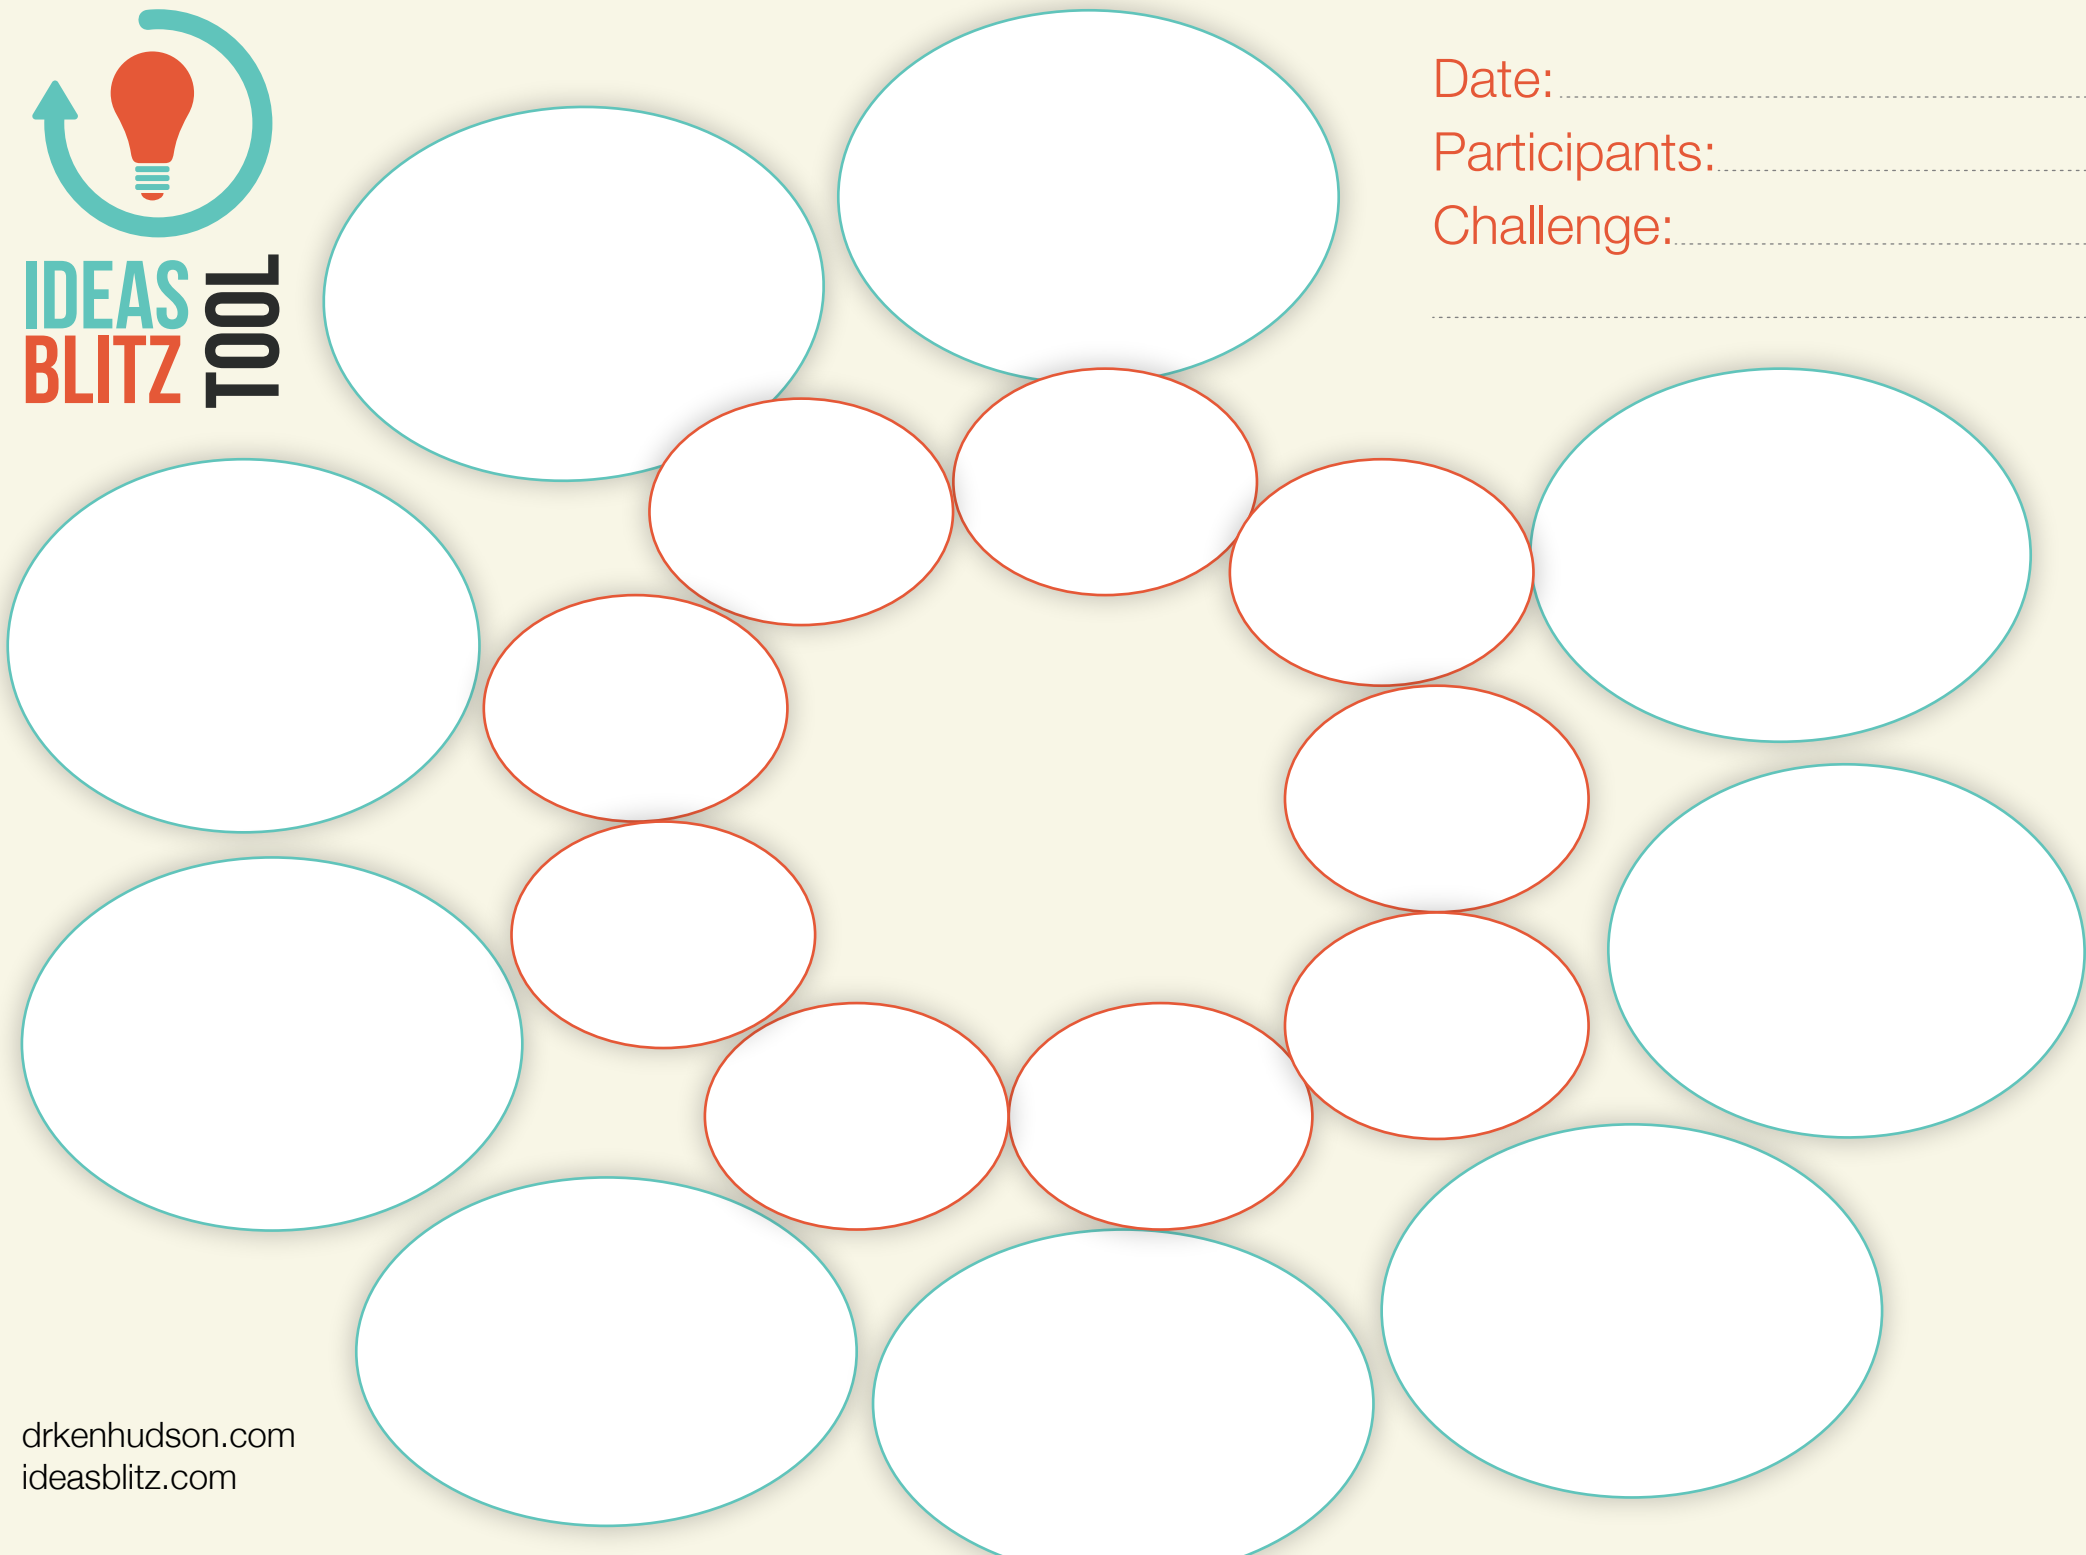 IDEAS
BLITZ
TOOL
Date:
Participants:
Challenge:
drkenhudson.com
ideasblitz.com